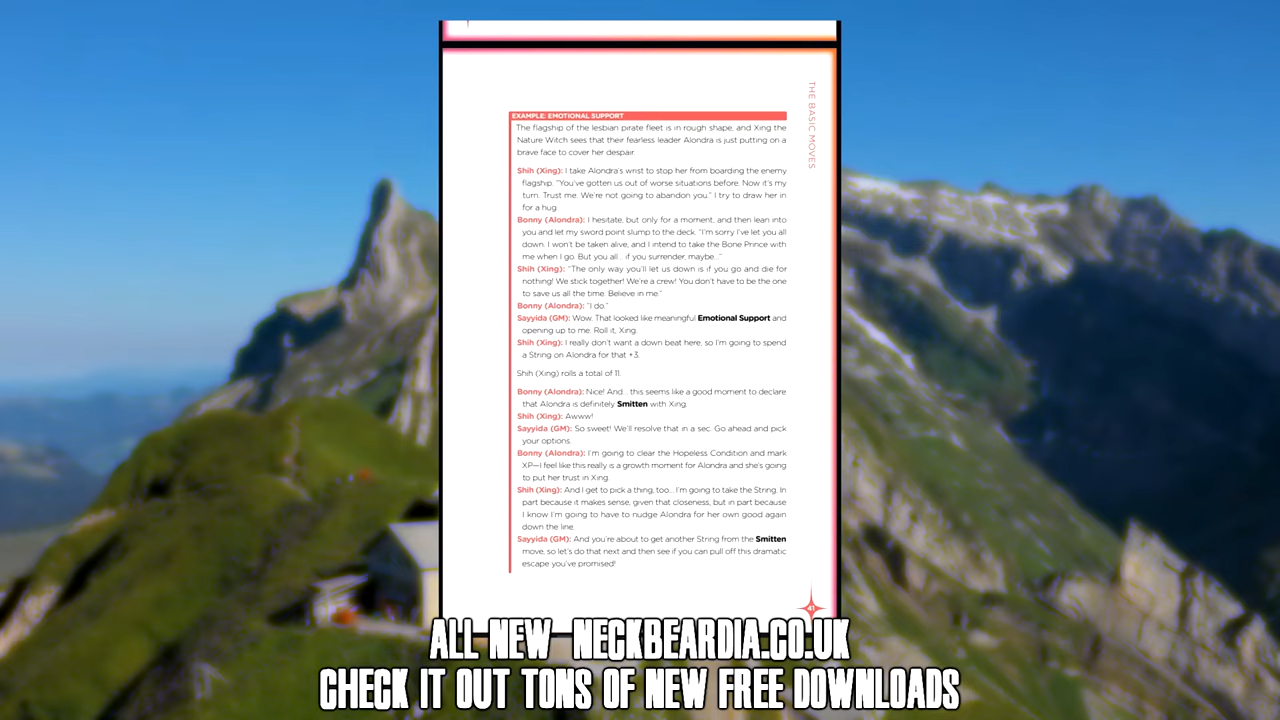 THE BASIC MOVES
EXAMPLE: EMOTIONAL SUPPORT
The flagship of the lesbian pirate fleet is in rough shape, and Xing the
Nature Witch sees that their fearless leader Alondra is just putting on a
brave face to cover her despair.
Shih (Xing): I take Alondra's wrist to stop her from boarding the enemy
flagship. "You've gotten us out of worse situations before. Now it's my
turn. Trust me. We're not going to abandon you." I try to draw her in
for a hug.
Bonny (Alondra): I hesitate, but only for a moment, and then lean into
you and let my sword point slump to the deck. "I'm sorry I've let you all
down. I won't be taken alive, and I intend to take the Bone Prince with
me when I go. But you all... if you surrender, maybe..."
Shih (Xing): "The only way you'll let us down is if you go and die for
nothing! We stick together! We're a crew! You don't have to be the one
to save us all the time. Believe in me."
Bonny (Alondra): "I do."
Sayyida (GM): Wow. That looked like meaningful Emotional Support and
opening up to me. Roll it, Xing.
Shih (Xing): I really don't want a down beat here, so I'm going to spend
a String on Alondra for that +3.
Shih (Xing) rolls a total of 11.
Bonny (Alondra): Nice! And... this seems like a good moment to declare
that Alondra is definitely Smitten with Xing.
Shih (Xing): Awww!
Sayyida (GM): So sweet! We'll resolve that in a sec. Go ahead and pick
your options.
Bonny (Alondra): I'm going to clear the Hopeless Condition and mark
XP—I feel like this really is a growth moment for Alondra and she's going
to put her trust in Xing.
Shih (Xing): And I get to pick a thing, too... I'm going to take the String. In
part because it makes sense, given that closeness, but in part because
I know I'm going to have to nudge Alondra for her own good again
down the line.
Sayyida (GM): And you're about to get another String from the Smitten
move, so let's do that next and then see if you can pull off this dramatic
escape you've promised!
41
ALL NEW NECKBEARDIA.CO.UK
CHECK IT OUT TONS OF NEW FREE DOWNLOADS